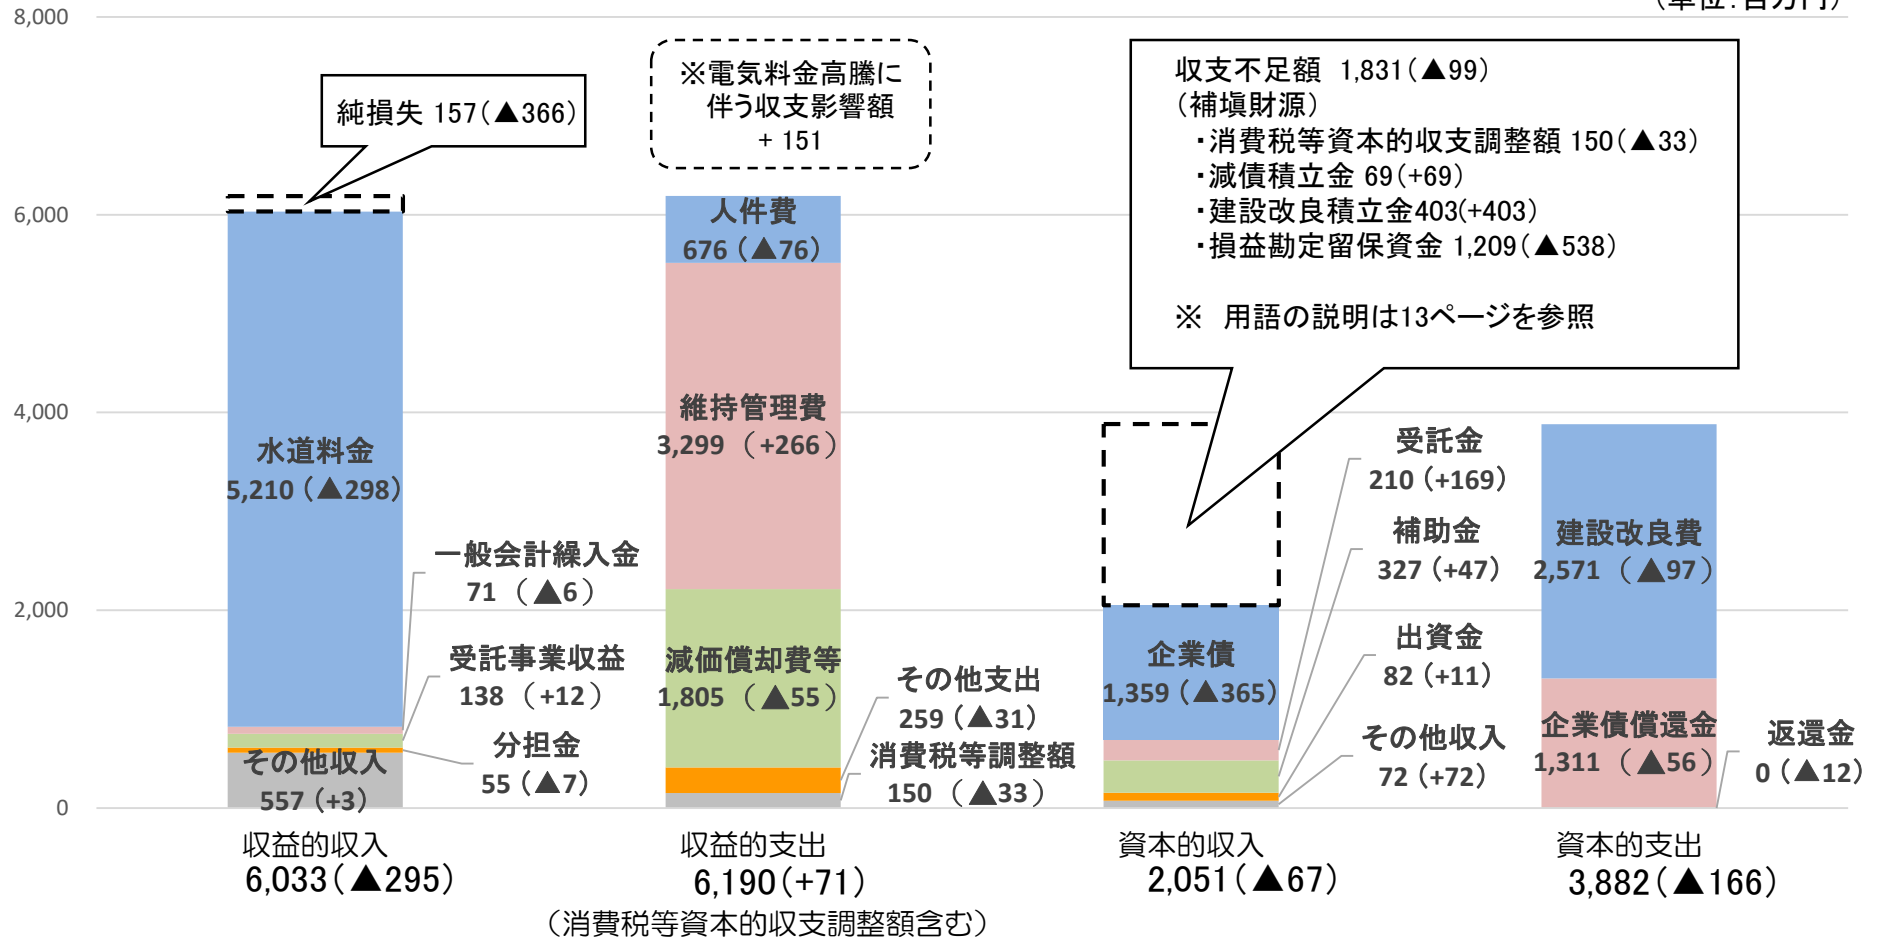 (単位:百万円)
8,000
6,000
4,000
2,000
0
純損失 157(▲366)
※電気料金高騰に
伴う収支影響額
+ 151
収支不足額 1,831(▲99)
(補塡財源)
・消費税等資本的収支調整額 150(▲33)
・減債積立金 69(+69)
・建設改良積立金403(+403)
・損益勘定留保資金 1,209(▲538)
※ 用語の説明は13ページを参照
水道料金
5,210(▲298)
一般会計繰入金
71 (▲6)
受託事業収益
138 (+12)
分担金
55(▲7)
その他収入
557 (+3)
人件費
676(▲76)
維持管理費
3,299 (+266)
減価償却費等
1,805 (▲55)
その他支出
259(▲31)
消費税等調整額
150 (▲33)
企業債
1,359(▲365)
受託金
210 (+169)
補助金
327 (+47)
出資金
82 (+11)
その他収入
72 (+72)
建設改良費
2,571 (▲97)
企業債償還金
1,311 (▲56)
返還金
0(▲12)
収益的収入
6,033(▲295)
収益的支出
6,190(+71)
(消費税等資本的収支調整額含む)
資本的収入
2,051(▲67)
資本的支出
3,882(▲166)